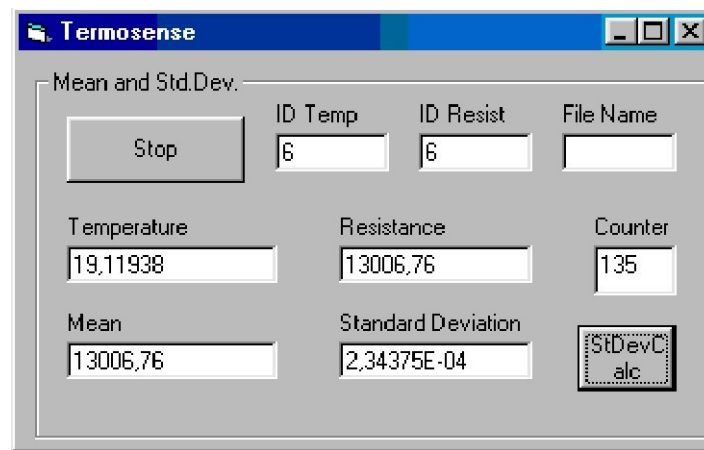 Termosense
Mean and Std.Dev.
ID Temp ID Resist File Name
Stop
6 6
Temperature Resistance Counter
19,11938 13006,76 135
Mean Standard Deviation
13006,76 2,34375E-04
StDevC
alc